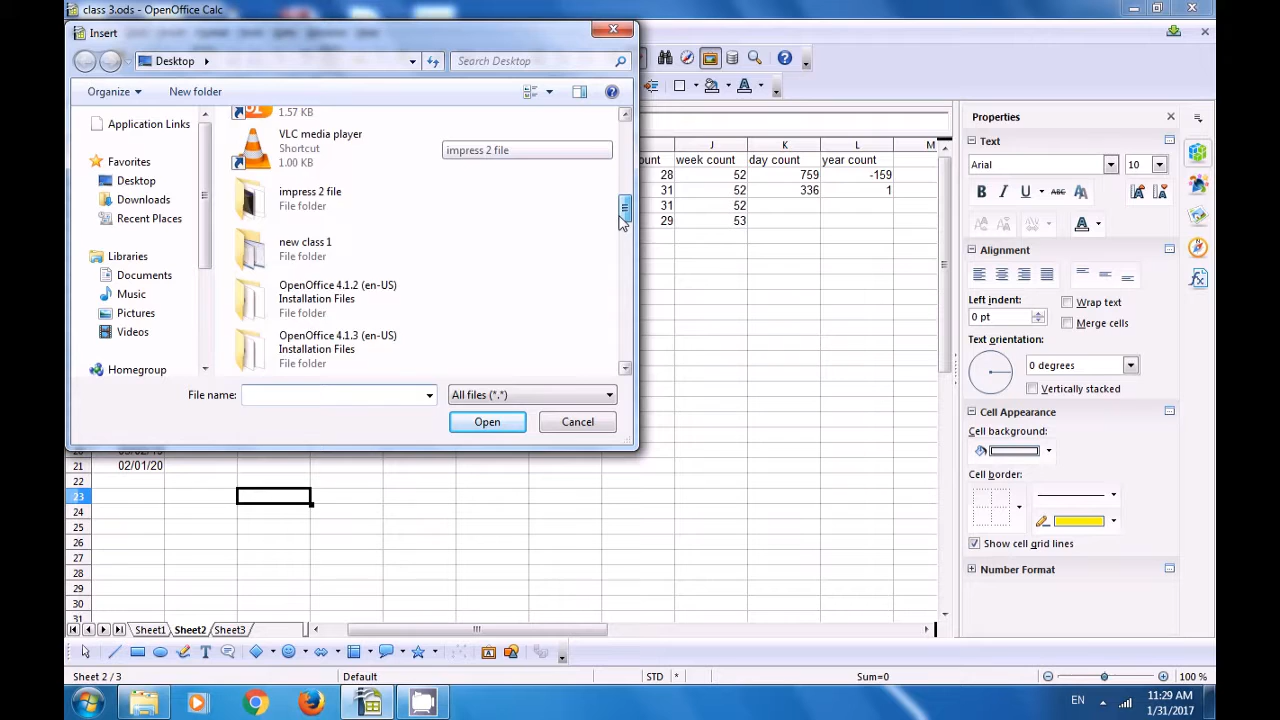 class 3.ods - OpenOffice Calc
Insert
Desktop
Search Desktop
Organize
New folder
Application Links
Favorites
Desktop
Downloads
Recent Places
Libraries
Documents
Music
Pictures
Videos
Homegroup
1.57 KB
VLC media player
Shortcut
1.00 KB
impress 2 file
impress 2 file
File folder
new class 1
File folder
OpenOffice 4.1.2 (en-US)
Installation Files
File folder
OpenOffice 4.1.3 (en-US)
Installation Files
File folder
File name:
All files (*.*)
Open
Cancel
J K L M
week count day count year count
28 52 759 -159
31 52 336 1
31 52
29 53
21 02/01/20
22
23
24
25
26
27
28
29
30
31
Sheet1 Sheet2 Sheet3
Properties
Text
Arial 10
B I U ABC
Alignment
Left indent:
0 pt
Wrap text
Merge cells
Text orientation:
0 degrees
Vertically stacked
Cell Appearance
Cell background:
Cell border:
Show cell grid lines
Number Format
Sheet 2 / 3 Default STD * Sum=0 100 %
EN
11:29 AM
1/31/2017